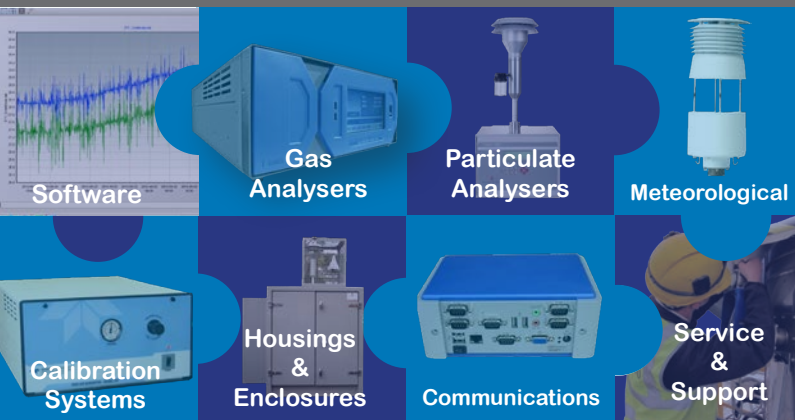 Software
Gas
Analysers
Particulate
Analysers
Meteorological
Calibration
Systems
Housings
&
Enclosures
Communications
Service
&
Support